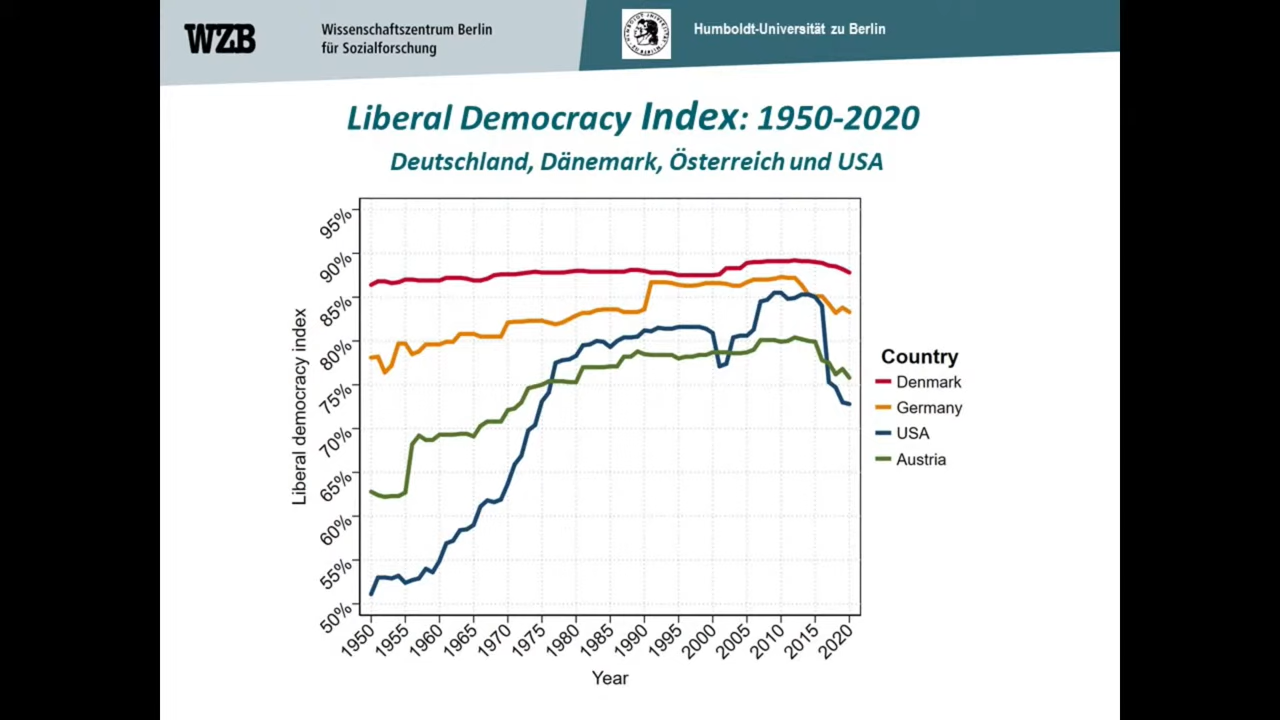 WZB
Wissenschaftszentrum Berlin
für Sozialforschung
Humboldt-Universität zu Berlin
Liberal Democracy Index: 1950-2020
Deutschland, Dänemark, Österreich und USA
Liberal democracy index
95%
90%
85%
80%
75%
70%
65%
60%
55%
50%
1950 1955 1960 1965 1970 1975 1980 1985 1990 1995 2000 2005 2010 2015 2020
Year
Country
Denmark
Germany
USA
Austria